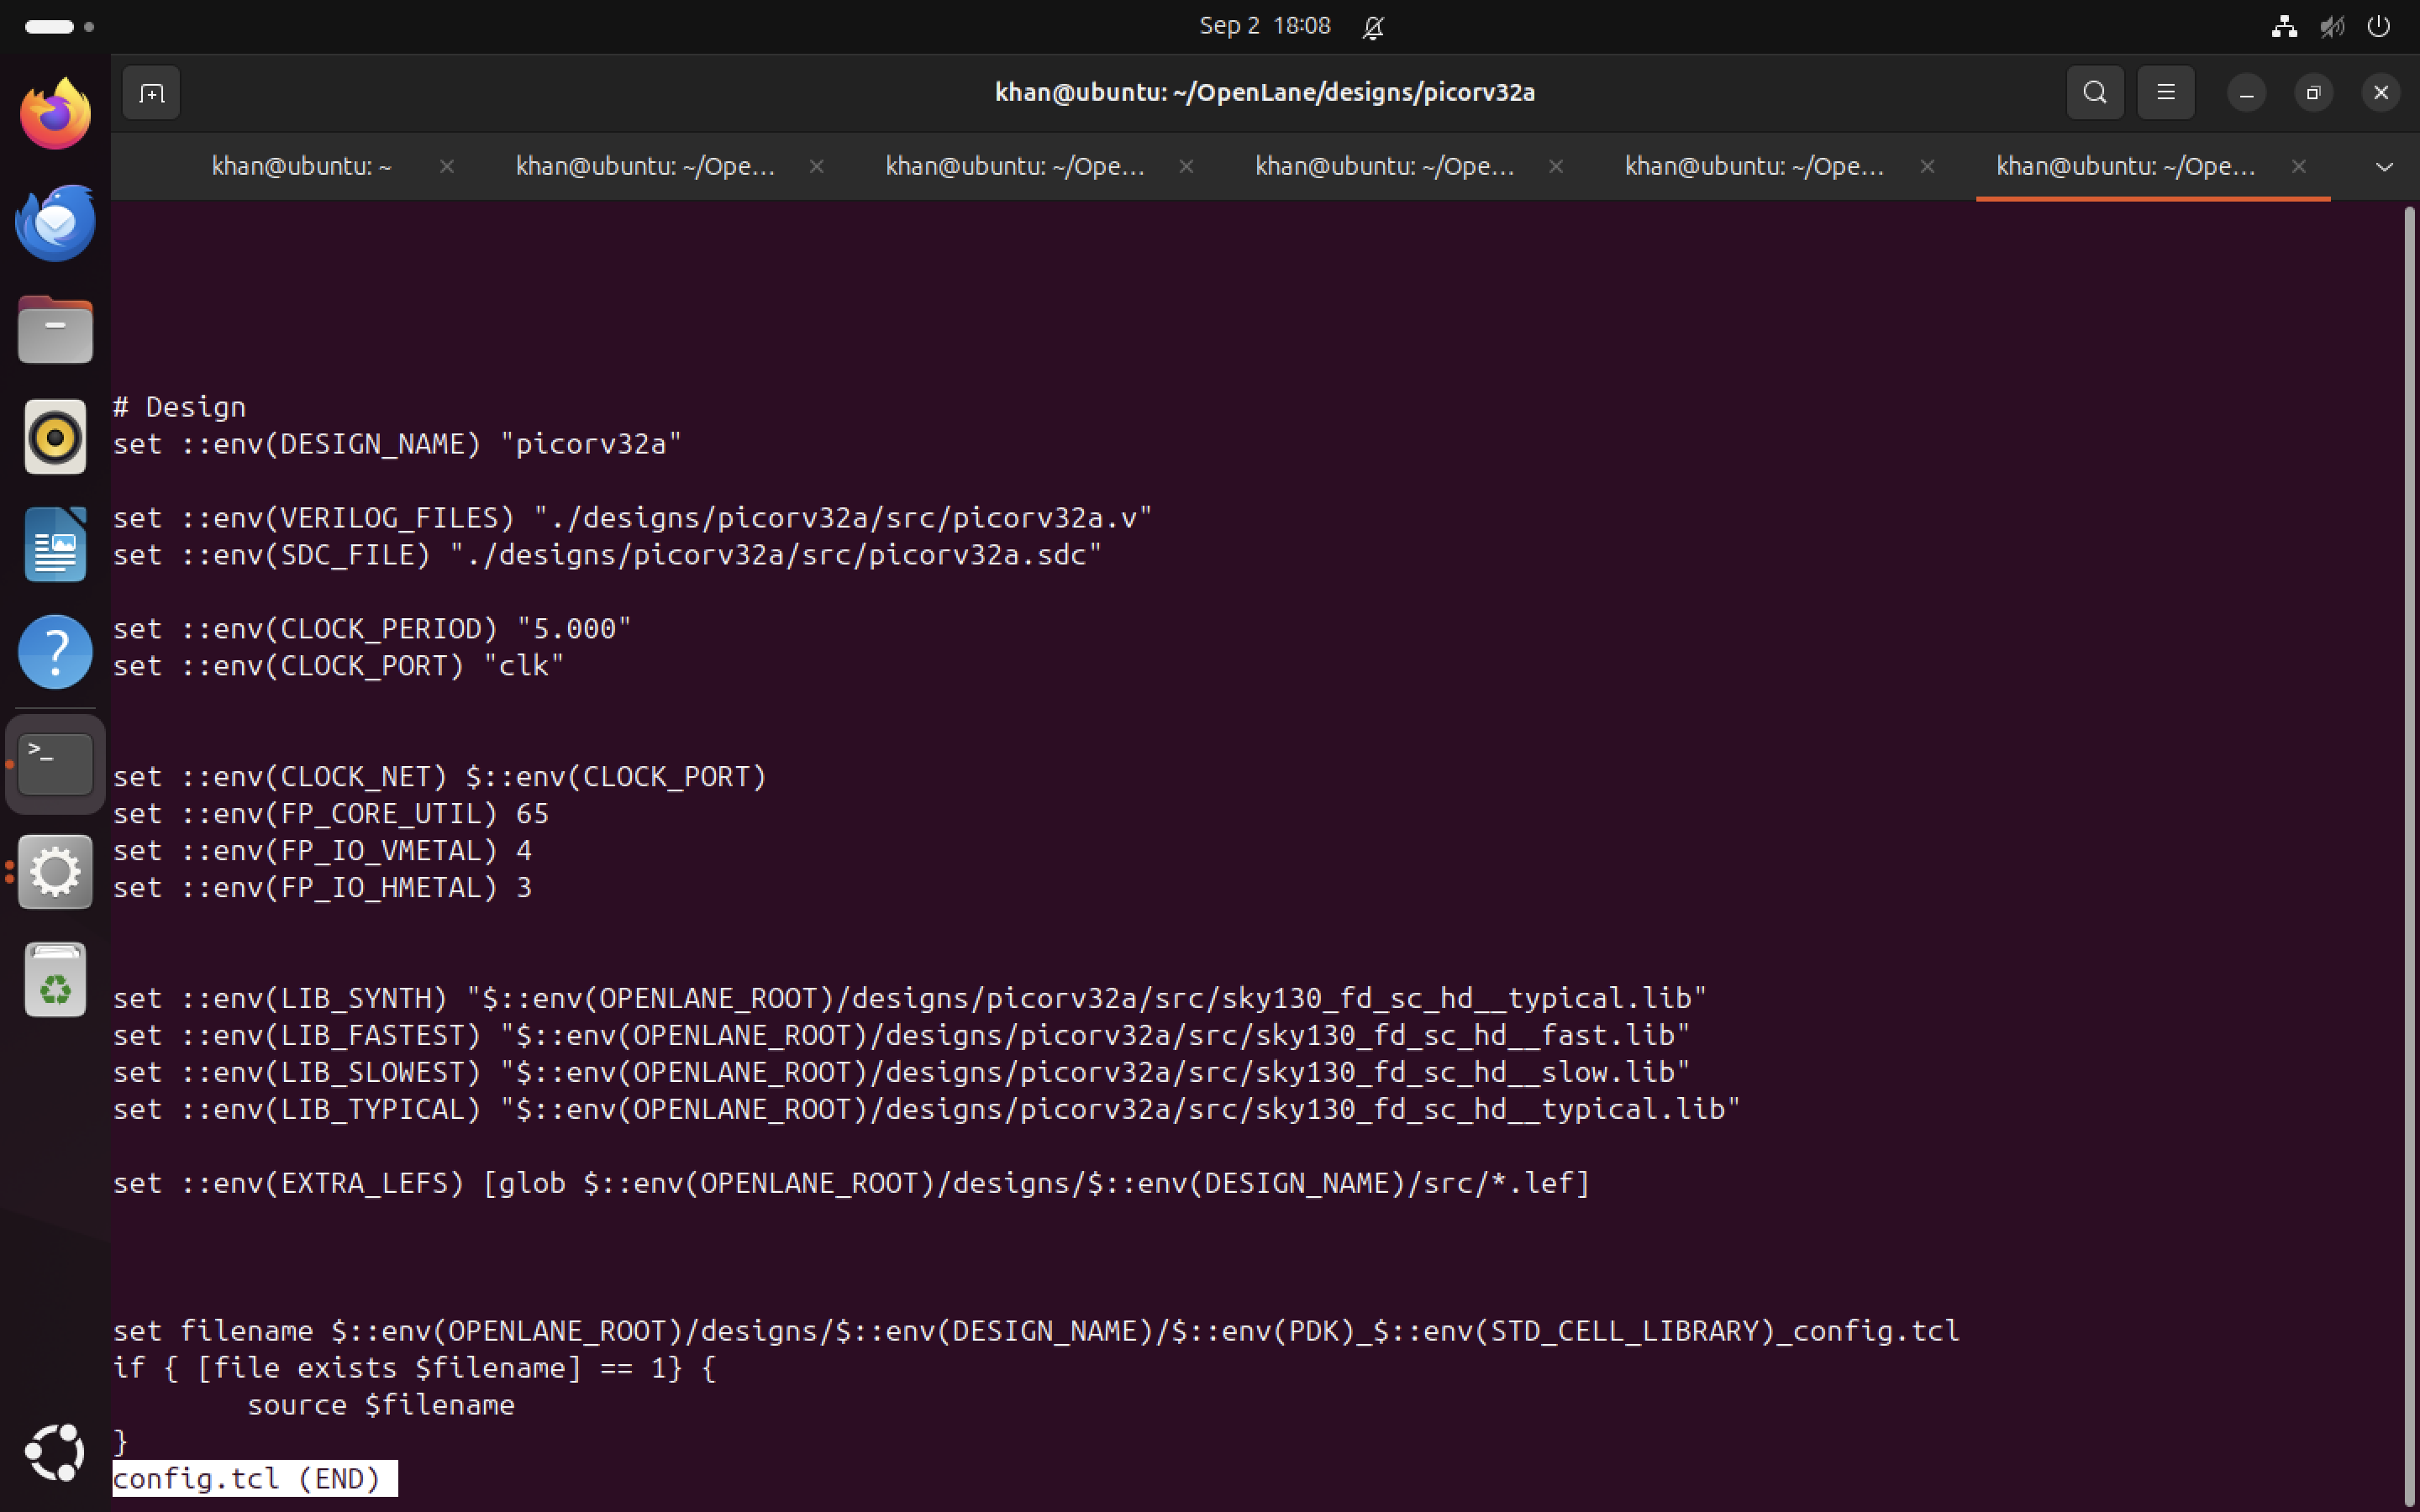 Sep 2 18:08
khan@ubuntu: ~/OpenLane/designs/picorv32a
khan@ubuntu: ~
khan@ubuntu: ~/Ope...
khan@ubuntu: ~/Ope...
khan@ubuntu: ~/Ope...
khan@ubuntu: ~/Ope...
khan@ubuntu: ~/Ope...
# Design
set ::env(DESIGN_NAME) "picorv32a"
set ::env(VERILOG_FILES) "./designs/picorv32a/src/picorv32a.v"
set ::env(SDC_FILE) "./designs/picorv32a/src/picorv32a.sdc"
set ::env(CLOCK_PERIOD) "5.000"
set ::env(CLOCK_PORT) "clk"
set ::env(CLOCK_NET) $::env(CLOCK_PORT)
set ::env(FP_CORE_UTIL) 65
set ::env(FP_IO_VMETAL) 4
set ::env(FP_IO_HMETAL) 3
set ::env(LIB_SYNTH) "$::env(OPENLANE_ROOT)/designs/picorv32a/src/sky130_fd_sc_hd__typical.lib"
set ::env(LIB_FASTEST) "$::env(OPENLANE_ROOT)/designs/picorv32a/src/sky130_fd_sc_hd__fast.lib"
set ::env(LIB_SLOWEST) "$::env(OPENLANE_ROOT)/designs/picorv32a/src/sky130_fd_sc_hd__slow.lib"
set ::env(LIB_TYPICAL) "$::env(OPENLANE_ROOT)/designs/picorv32a/src/sky130_fd_sc_hd__typical.lib"
set ::env(EXTRA_LEFS) [glob $::env(OPENLANE_ROOT)/designs/$::env(DESIGN_NAME)/src/*.lef]
set filename $::env(OPENLANE_ROOT)/designs/$::env(DESIGN_NAME)/$::env(PDK)_$::env(STD_CELL_LIBRARY)_config.tcl
if { [file exists $filename] == 1} {
        source $filename
}
config.tcl (END)